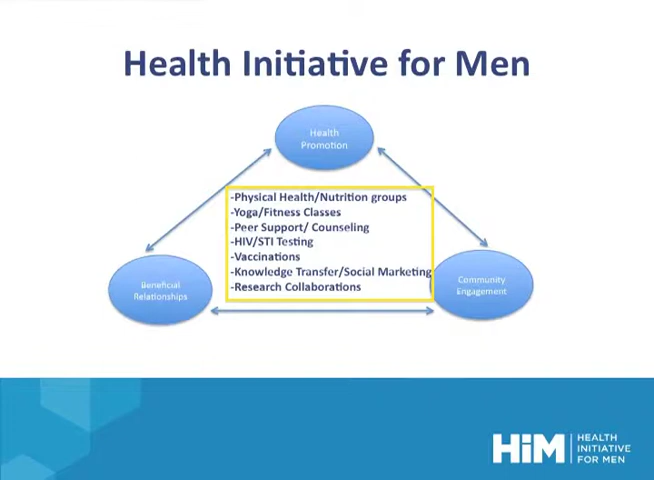 Health Initiative for Men
Health
Promotion
-Physical Health/Nutrition groups
-Yoga/Fitness Classes
-Peer Support/ Counseling
-HIV/STI Testing
-Vaccinations
-Knowledge Transfer/Social Marketing
-Research Collaborations
Beneficial
Relationships
Community
Engagement
HiM
HEALTH
INITIATIVE
FOR MEN